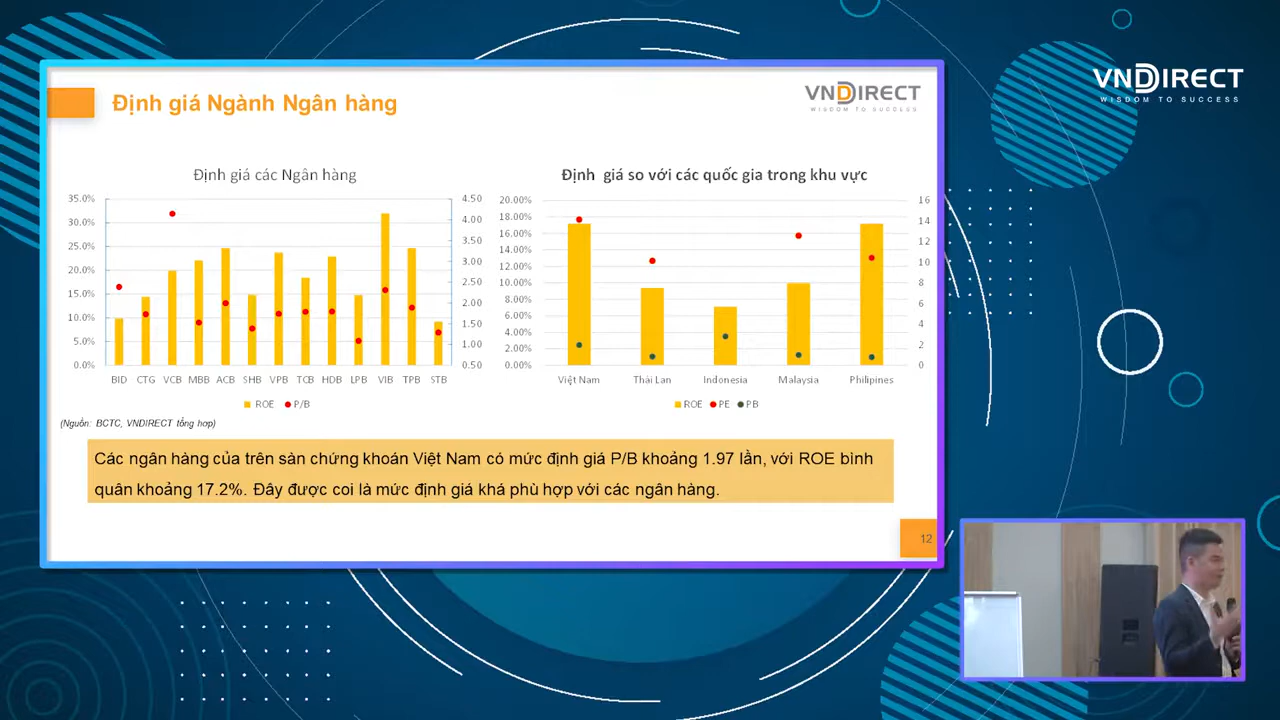 Định giá Ngành Ngân hàng
VNDIRECT
WISDOM TO SUCCESS
VNDIRECT
WISDOM TO SUCCESS
Định giá các Ngân hàng
35.0%
30.0%
25.0%
20.0%
15.0%
10.0%
5.0%
0.0%
4.50
4.00
3.50
3.00
2.50
2.00
1.50
1.00
0.50
BID CTG VCB MBB ACB SHB VPB TCB HDB LPB VIB TPB STB
ROE P/B
Định giá so với các quốc gia trong khu vực
20.00%
18.00%
16.00%
14.00%
12.00%
10.00%
8.00%
6.00%
4.00%
2.00%
0.00%
16
14
12
10
8
6
4
2
0
Việt Nam Thái Lan Indonesia Malaysia Philipines
ROE PE PB
(Nguồn: BCTC, VNDIRECT tổng hợp)
Các ngân hàng của trên sàn chứng khoán Việt Nam có mức định giá P/B khoảng 1.97 lần, với ROE bình
quân khoảng 17.2%. Đây được coi là mức định giá khá phù hợp với các ngân hàng.
12